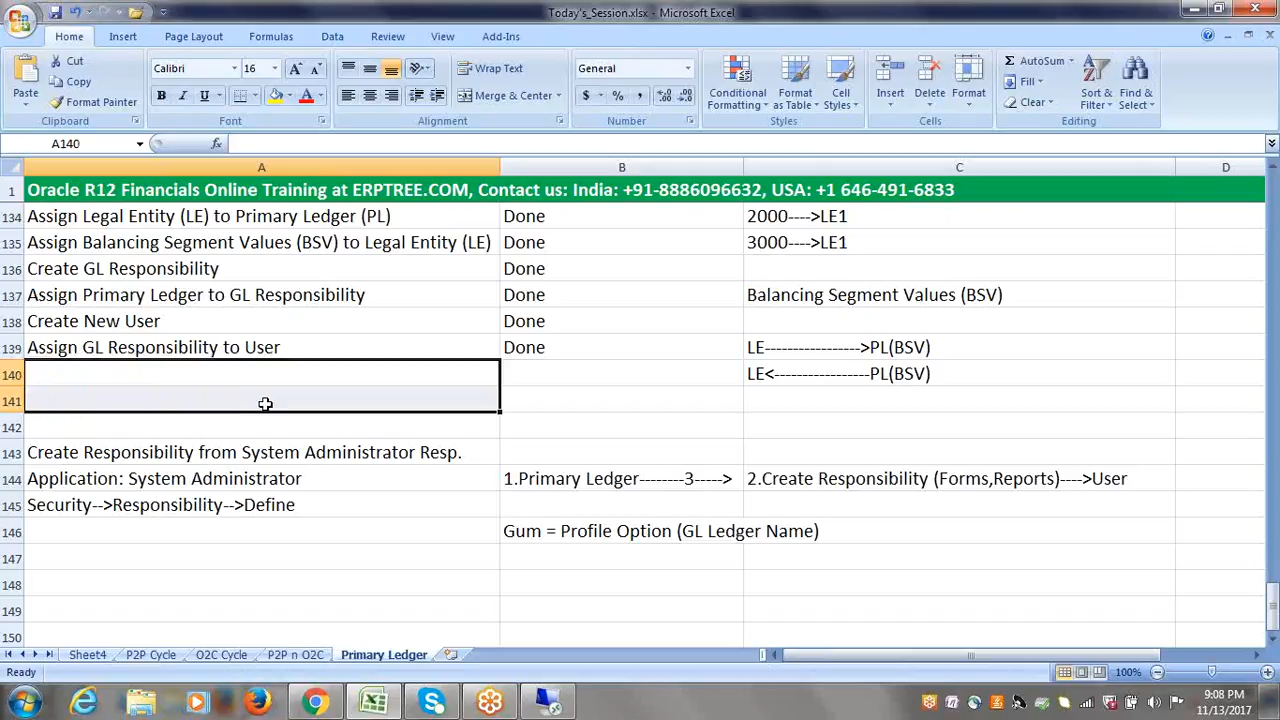 Today's_Session.xlsx - Microsoft Excel
Home Insert Page Layout Formulas Data Review View Add-Ins
Paste Cut Calibri 16 Wrap Text General Conditional Formatting Format as Table Cell Styles Insert Delete Format AutoSum Sort & Filter Find & Select
Copy Fill
Format Painter B I U Merge & Center $ % , Clear
Clipboard Font Alignment Number Styles Cells Editing
A140 fx
A B C D
1 Oracle R12 Financials Online Training at ERPTREE.COM, Contact us: India: +91-8886096632, USA: +1 646-491-6833
134 Assign Legal Entity (LE) to Primary Ledger (PL) Done 2000---->LE1
135 Assign Balancing Segment Values (BSV) to Legal Entity (LE) Done 3000---->LE1
136 Create GL Responsibility Done
137 Assign Primary Ledger to GL Responsibility Done Balancing Segment Values (BSV)
138 Create New User Done
139 Assign GL Responsibility to User Done LE----------------->PL(BSV)
140 LE<-----------------PL(BSV)
141
142
143 Create Responsibility from System Administrator Resp.
144 Application: System Administrator 1.Primary Ledger--------3-----> 2.Create Responsibility (Forms,Reports)---->User
145 Security-->Responsibility-->Define
146 Gum = Profile Option (GL Ledger Name)
147
148
149
150
Sheet4 P2P Cycle O2C Cycle P2P n O2C Primary Ledger
Ready 100%
9:08 PM
11/13/2017